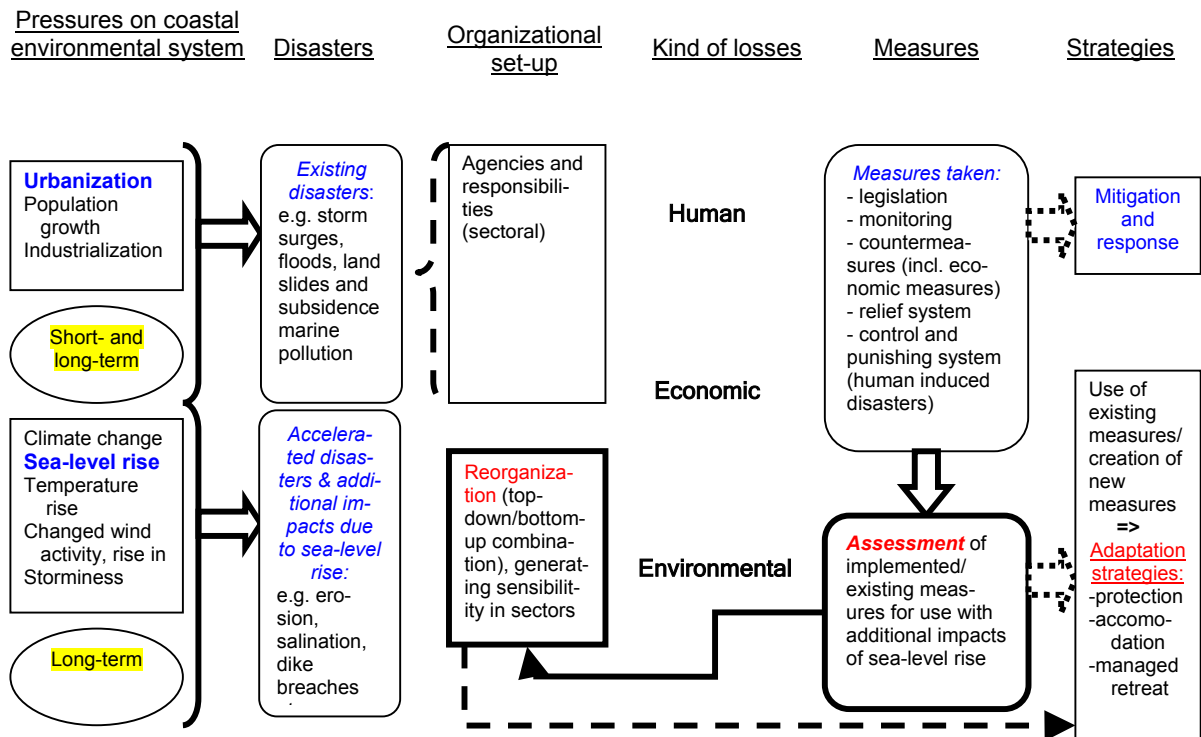 Pressures on coastal
environmental system
Disasters
Organizational
set-up
Kind of losses
Measures
Strategies
Urbanization
Population
growth
Industrialization
Short- and
long-term
Climate change
Sea-level rise
Temperature
rise
Changed wind
activity, rise in
Storminess
Long-term
Existing
disasters:
e.g. storm
surges,
floods, land
slides and
subsidence
marine
pollution
Accelera-
ted disas-
ters & addi-
tional im-
pacts due
to sea-level
rise:
e.g. ero-
sion,
salination,
dike
breaches
Agencies and
responsibili-
ties
(sectoral)
Reorganiza-
tion (top-
down/bottom-
up combina-
tion), generat-
ing sensibil-
ity in sectors
Human
Economic
Environmental
Measures taken:
- legislation
- monitoring
- countermea-
sures (incl. eco-
nomic measures)
- relief system
- control and
punishing system
(human induced
disasters)
Assessment of
implemented/
existing meas-
ures for use with
additional impacts
of sea-level rise
Mitigation
and
response
Use of
existing
measures/
creation of
new
measures
=>
Adaptation
strategies:
-protection
-accomo-
dation
-managed
retreat